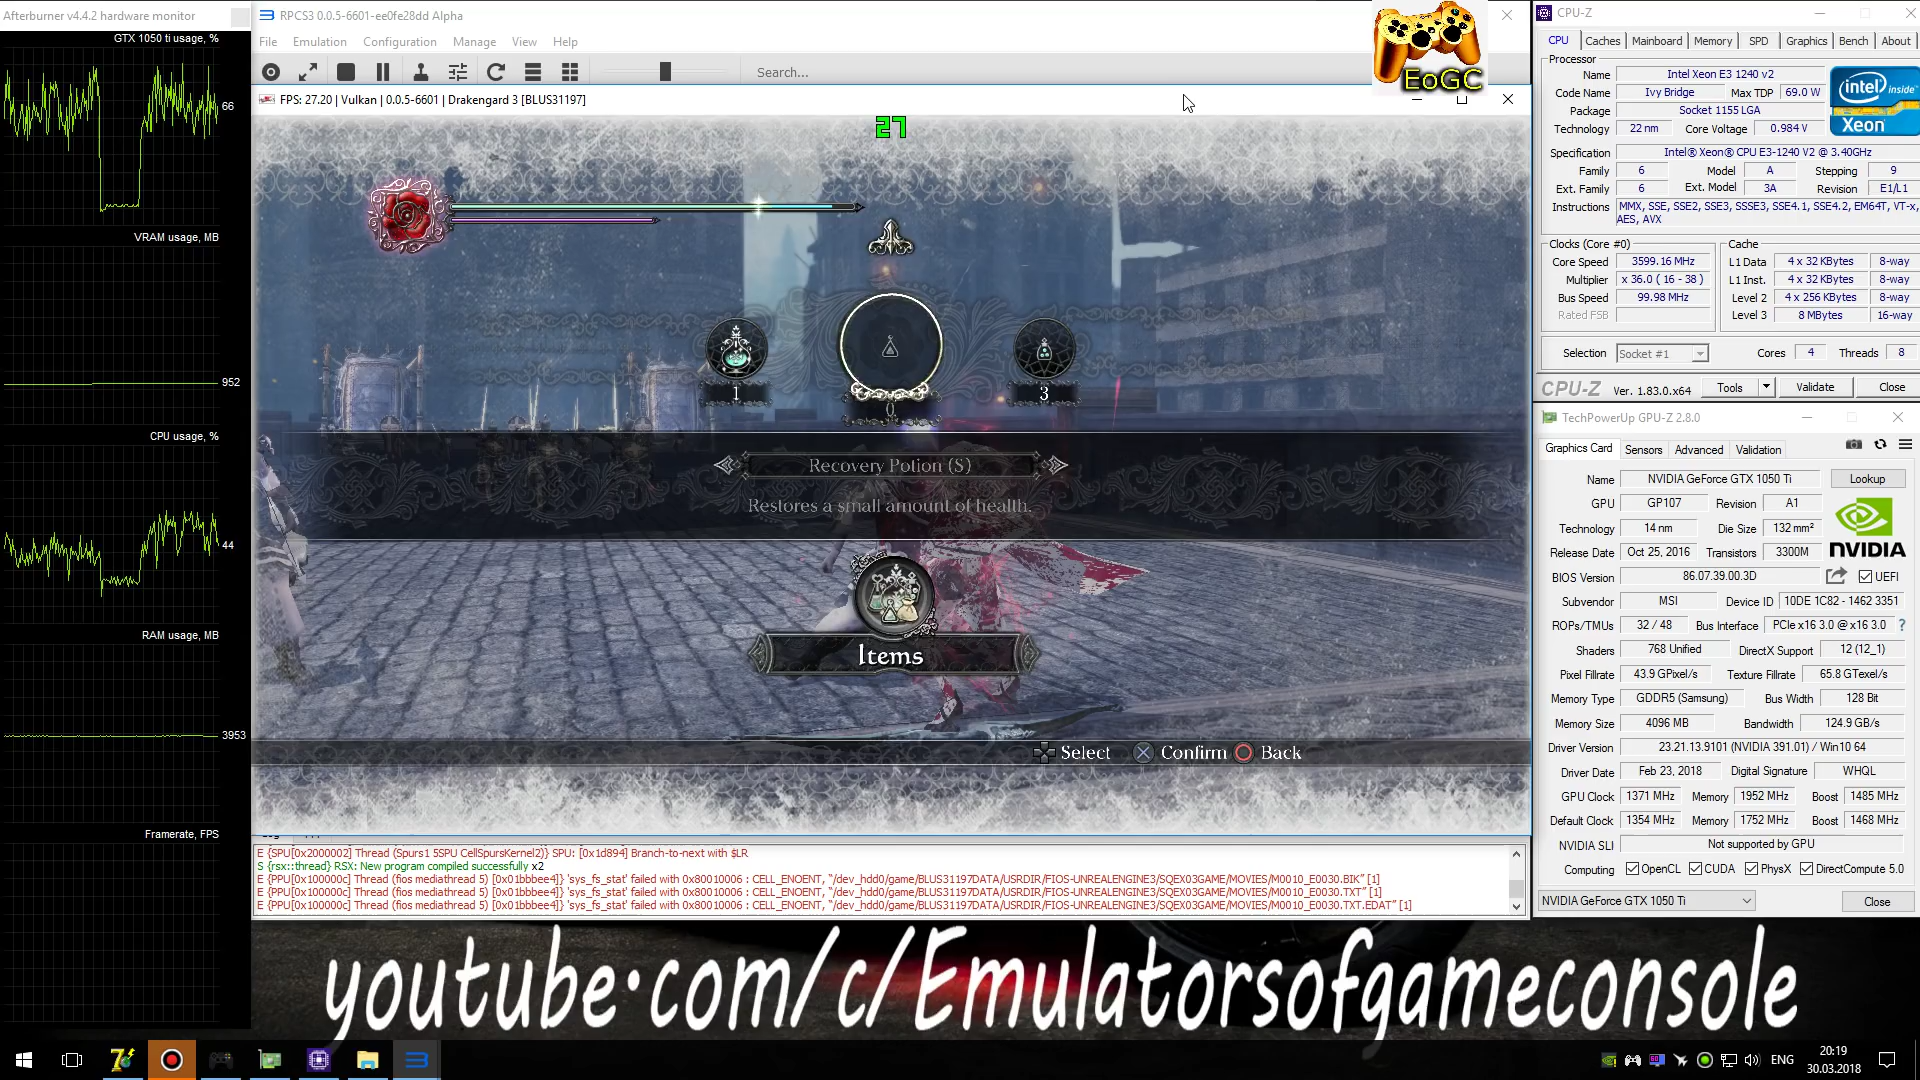 Afterburner v4.4.2 hardware monitor
GTX 1050 ti usage, %
66
VRAM usage, MB
952
CPU usage, %
44
RAM usage, MB
3953
Framerate, FPS
RPCS3 0.0.5-6601-ee0fe28dd Alpha
File Emulation Configuration Manage View Help
Search...
EoGC
FPS: 27.20 | Vulkan | 0.0.5-6601 | Drakengard 3 [BLUS31197]
27
1
0
3
Recovery Potion (S)
Restores a small amount of health.
Items
Select Confirm Back
E {SPU[0x2000002] Thread (Spurs1 5SPU CellSpursKernel2)} SPU: [0x1d894] Branch-to-next with $LR
S {rsx::thread} RSX: New program compiled successfully x2
E {PPU[0x100000c] Thread (fios mediathread 5) [0x01bbbee4]} 'sys_fs_stat' failed with 0x80010006 : CELL_ENOENT, “/dev_hdd0/game/BLUS31197DATA/USRDIR/FIOS-UNREALENGINE3/SQEX03GAME/MOVIES/M0010_E0030.BIK” [1]
E {PPU[0x100000c] Thread (fios mediathread 5) [0x01bbbee4]} 'sys_fs_stat' failed with 0x80010006 : CELL_ENOENT, “/dev_hdd0/game/BLUS31197DATA/USRDIR/FIOS-UNREALENGINE3/SQEX03GAME/MOVIES/M0010_E0030.TXT” [1]
E {PPU[0x100000c] Thread (fios mediathread 5) [0x01bbbee4]} 'sys_fs_stat' failed with 0x80010006 : CELL_ENOENT, “/dev_hdd0/game/BLUS31197DATA/USRDIR/FIOS-UNREALENGINE3/SQEX03GAME/MOVIES/M0010_E0030.TXT.EDAT” [1]
youtube.com/c/Emulatorsofgameconsole
CPU-Z
CPU Caches Mainboard Memory SPD Graphics Bench About
Processor
Name Intel Xeon E3 1240 v2
Code Name Ivy Bridge Max TDP 69.0 W
Package Socket 1155 LGA
Technology 22 nm Core Voltage 0.984 V
intel inside
Xeon
Specification Intel® Xeon® CPU E3-1240 V2 @ 3.40GHz
Family 6 Model A Stepping 9
Ext. Family 6 Ext. Model 3A Revision E1/L1
Instructions MMX, SSE, SSE2, SSE3, SSSE3, SSE4.1, SSE4.2, EM64T, VT-x,
AES, AVX
Clocks (Core #0)
Core Speed 3599.16 MHz
Multiplier x 36.0 ( 16 - 38 )
Bus Speed 99.98 MHz
Rated FSB
Cache
L1 Data 4 x 32 KBytes 8-way
L1 Inst. 4 x 32 KBytes 8-way
Level 2 4 x 256 KBytes 8-way
Level 3 8 MBytes 16-way
Selection Socket #1 Cores 4 Threads 8
CPU-Z Ver. 1.83.0.x64 Tools Validate Close
TechPowerUp GPU-Z 2.8.0
Graphics Card Sensors Advanced Validation
Name NVIDIA GeForce GTX 1050 Ti Lookup
GPU GP107 Revision A1
Technology 14 nm Die Size 132 mm²
Release Date Oct 25, 2016 Transistors 3300M
NVIDIA
BIOS Version 86.07.39.00.3D UEFI
Subvendor MSI Device ID 10DE 1C82 - 1462 3351
ROPs/TMUs 32 / 48 Bus Interface PCIe x16 3.0 @ x16 3.0 ?
Shaders 768 Unified DirectX Support 12 (12_1)
Pixel Fillrate 43.9 GPixel/s Texture Fillrate 65.8 GTexel/s
Memory Type GDDR5 (Samsung) Bus Width 128 Bit
Memory Size 4096 MB Bandwidth 124.9 GB/s
Driver Version 23.21.13.9101 (NVIDIA 391.01) / Win10 64
Driver Date Feb 23, 2018 Digital Signature WHQL
GPU Clock 1371 MHz Memory 1952 MHz Boost 1485 MHz
Default Clock 1354 MHz Memory 1752 MHz Boost 1468 MHz
NVIDIA SLI Not supported by GPU
Computing OpenCL CUDA PhysX DirectCompute 5.0
NVIDIA GeForce GTX 1050 Ti Close
ENG
20:19
30.03.2018